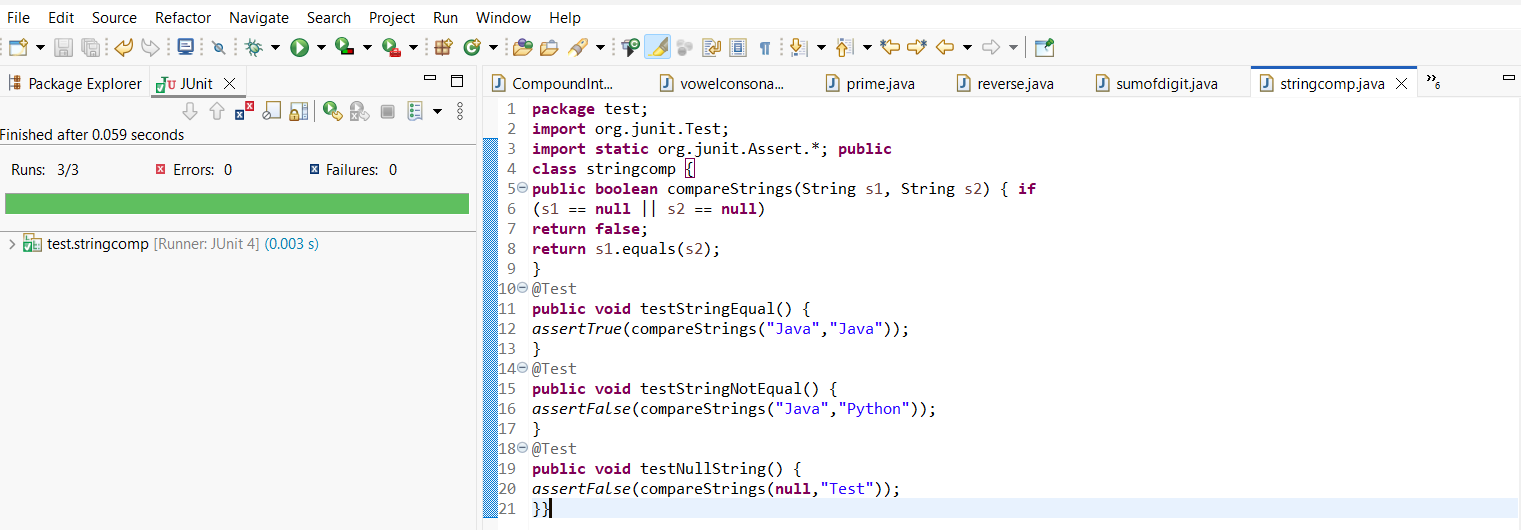 File Edit Source Refactor Navigate Search Project Run Window Help
Package Explorer JUnit
CompoundInt... vowelconsona... prime.java reverse.java sumofdigit.java stringcomp.java »6
Finished after 0.059 seconds
Runs: 3/3 Errors: 0 Failures: 0
test.stringcomp [Runner: JUnit 4] (0.003 s)
1 package test;
2 import org.junit.Test;
3 import static org.junit.Assert.*; public
4 class stringcomp {
5 public boolean compareStrings(String s1, String s2) { if
6 (s1 == null || s2 == null)
7 return false;
8 return s1.equals(s2);
9 }
10 @Test
11 public void testStringEqual() {
12 assertTrue(compareStrings("Java","Java"));
13 }
14 @Test
15 public void testStringNotEqual() {
16 assertFalse(compareStrings("Java","Python"));
17 }
18 @Test
19 public void testNullString() {
20 assertFalse(compareStrings(null,"Test"));
21 }}